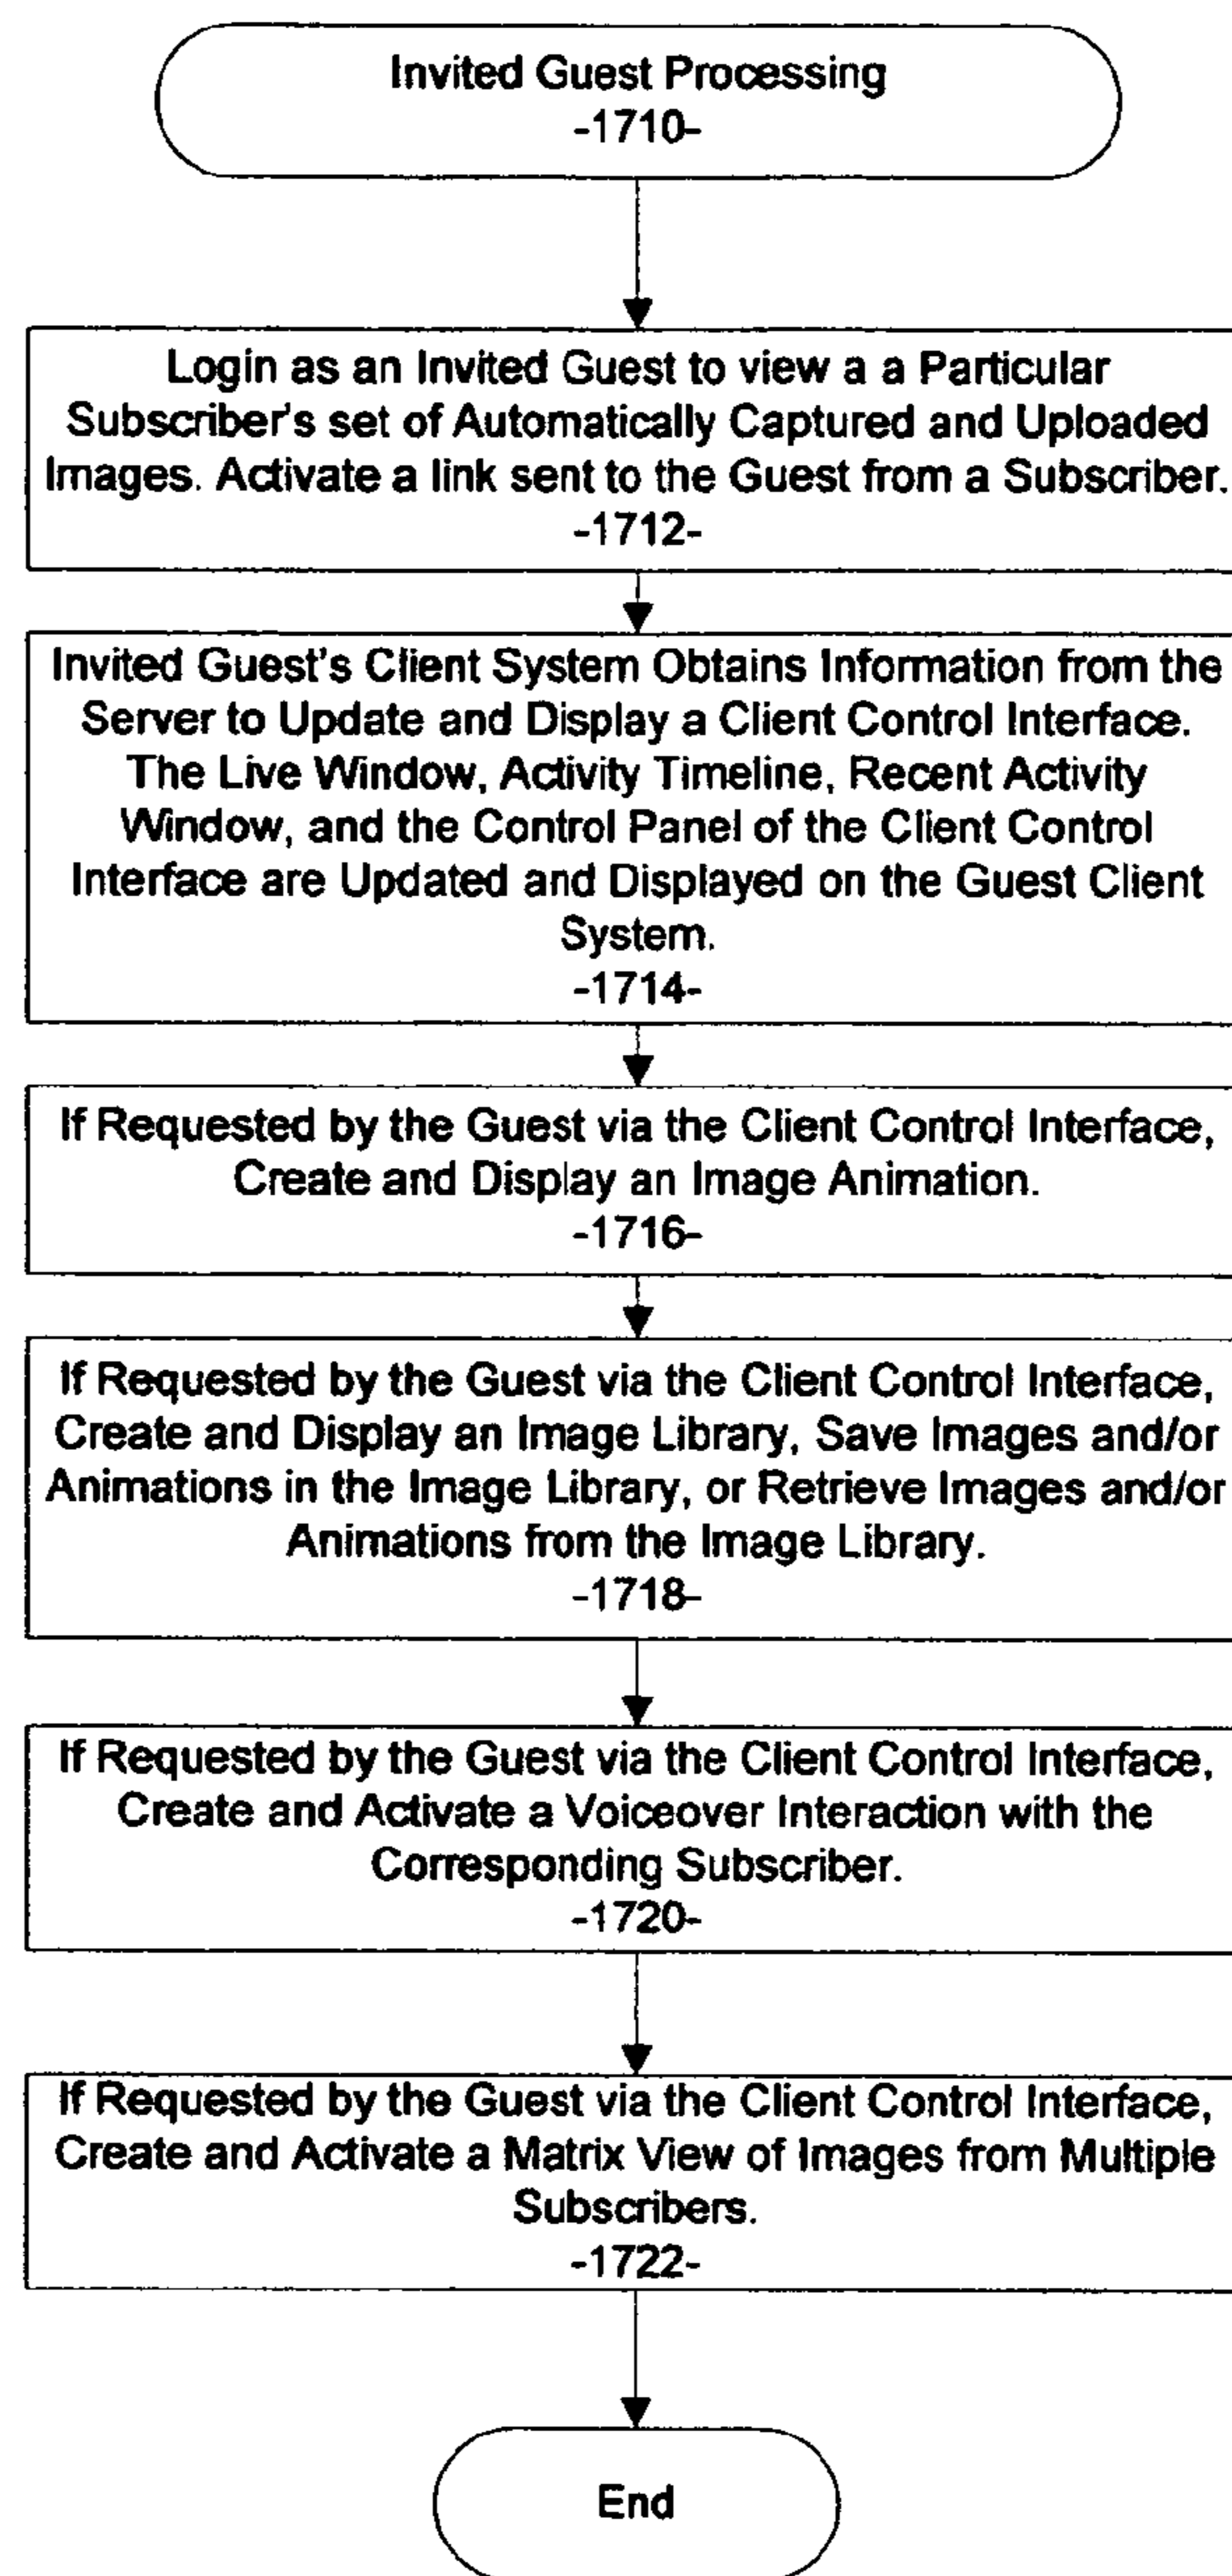 Invited Guest Processing
-1710-
Login as an Invited Guest to view a a Particular
Subscriber's set of Automatically Captured and Uploaded
Images. Activate a link sent to the Guest from a Subscriber.
-1712-
Invited Guest's Client System Obtains Information from the
Server to Update and Display a Client Control Interface.
The Live Window, Activity Timeline, Recent Activity
Window, and the Control Panel of the Client Control
Interface are Updated and Displayed on the Guest Client
System.
-1714-
If Requested by the Guest via the Client Control Interface,
Create and Display an Image Animation.
-1716-
If Requested by the Guest via the Client Control Interface,
Create and Display an Image Library, Save Images and/or
Animations in the Image Library, or Retrieve Images and/or
Animations from the Image Library.
-1718-
If Requested by the Guest via the Client Control Interface,
Create and Activate a Voiceover Interaction with the
Corresponding Subscriber.
-1720-
If Requested by the Guest via the Client Control Interface,
Create and Activate a Matrix View of Images from Multiple
Subscribers.
-1722-
End